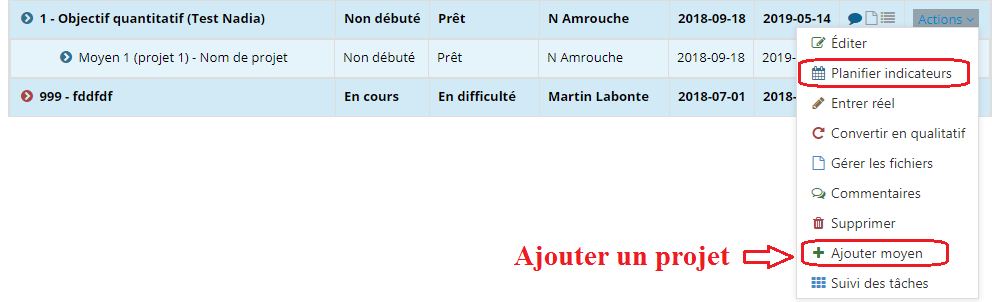 1 - Objectif quantitatif (Test Nadia) Non débuté Prêt N Amrouche 2018-09-18 2019-05-14 Actions
Moyen 1 (projet 1) - Nom de projet Non débuté Prêt N Amrouche 2018-09-18 2019-
999 - fddfdf En cours En difficulté Martin Labonte 2018-07-01 2018-
Éditer
Planifier indicateurs
Entrer réel
Convertir en qualitatif
Gérer les fichiers
Commentaires
Supprimer
Ajouter un projet Ajouter moyen
Suivi des tâches